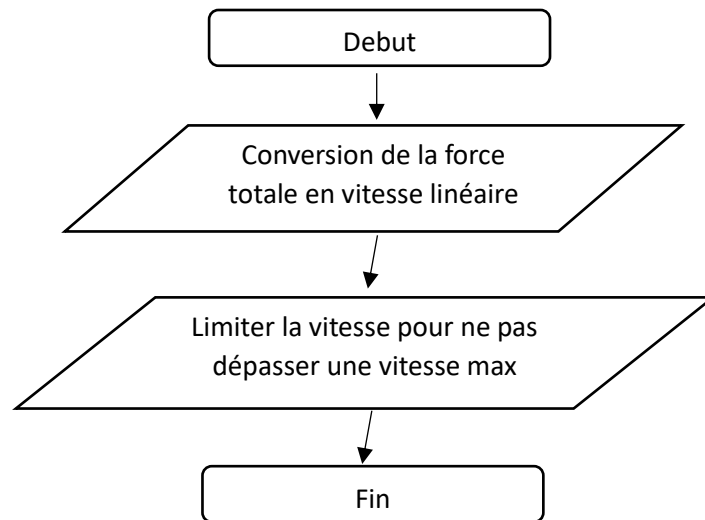 Debut
Conversion de la force
totale en vitesse linéaire
Limiter la vitesse pour ne pas
dépasser une vitesse max
Fin